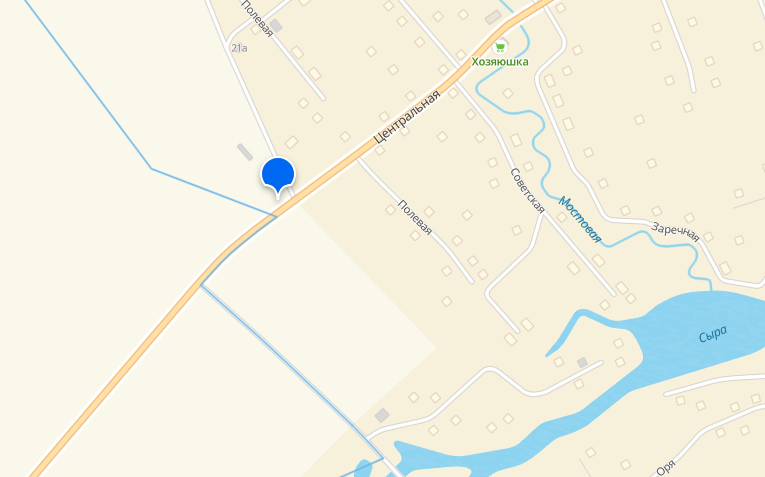 Полевая
21а
Хозяюшка
Центральная
Советская
Мостовая
Полевая
Заречная
Сыра
Оря